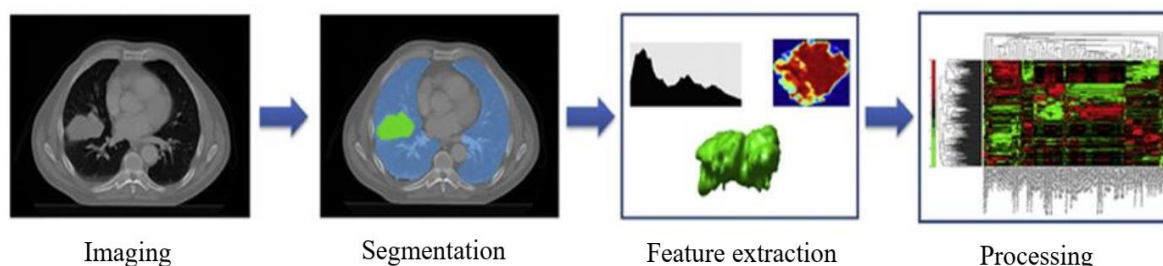 Imaging
Segmentation
Feature extraction
Processing